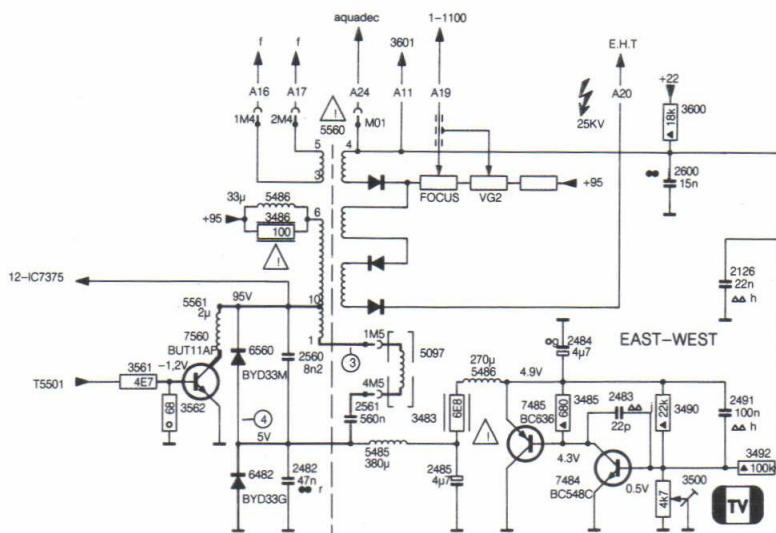 aquadec
1-1100
f
f
3601
E.H.T
A16
A17
A24
A11
A19
A20
+22
1M4
2M4
5560
M01
25KV
18k
3600
5
4
3
33μ
5486
+95
3486
100
6
FOCUS
VG2
+95
2600
15n
12-IC7375
5561
2μ
95V
10
1
7560
BUT11AF
3561
-1,2V
T5501
4E7
68
3562
6560
BYD33M
2560
8n2
3
1M5
5097
4M5
2561
560n
4
5V
5485
380μ
6482
BYD33G
2482
47n
r
3483
6E8
2485
4μ7
270μ
5486
4.9V
g
2484
4μ7
EAST-WEST
2126
22n
h
7485
BC636
680
3485
2483
22p
22k
3490
2491
100n
h
4.3V
7484
BC548C
0.5V
3492
100k
4k7
3500
TV